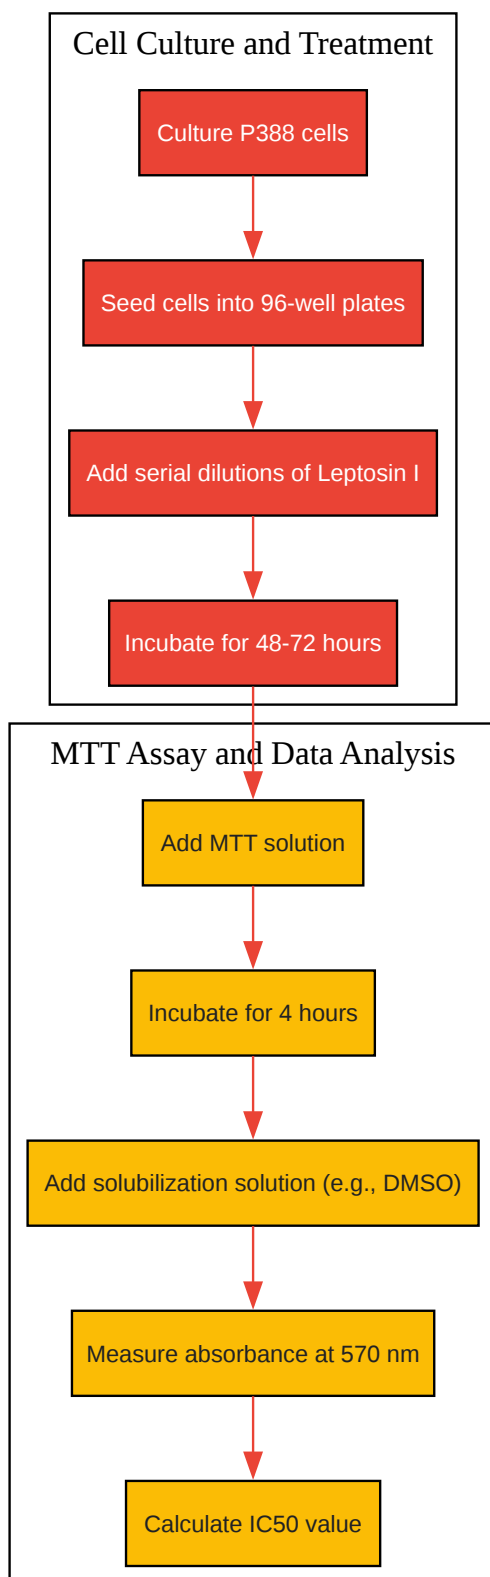 Cell Culture and Treatment
Culture P388 cells
Seed cells into 96-well plates
Add serial dilutions of Leptosin I
Incubate for 48-72 hours
MTT Assay and Data Analysis
Add MTT solution
Incubate for 4 hours
Add solubilization solution (e.g., DMSO)
Measure absorbance at 570 nm
Calculate IC50 value